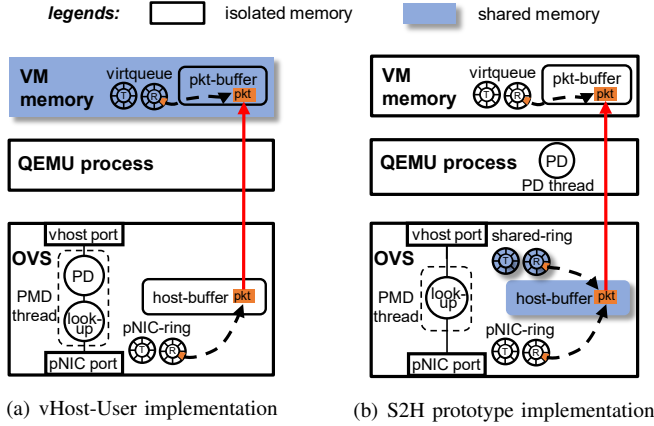 legends: isolated memory shared memory
VM memory virtqueue T R pkt-buffer pkt
QEMU process
vhost port
OVS
PD
PMD thread
look-up
host-buffer pkt
pNIC-ring
T R
pNIC port
(a) vHost-User implementation
VM memory virtqueue T R pkt-buffer pkt
QEMU process PD
PD thread
vhost port
shared-ring
OVS
T R
PMD thread
look-up
host-buffer pkt
pNIC-ring
T R
pNIC port
(b) S2H prototype implementation